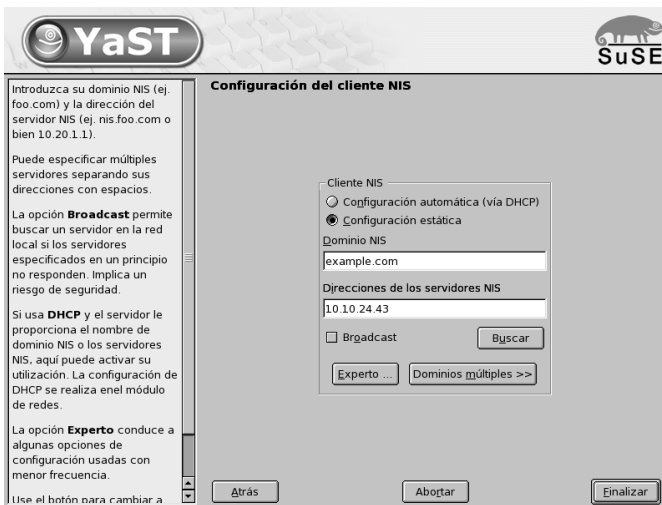 YaST
SuSE
Introduzca su dominio NIS (ej.
foo.com) y la dirección del
servidor NIS (ej. nis.foo.com o
bien 10.20.1.1).
Puede especificar múltiples
servidores separando sus
direcciones con espacios.
La opción Broadcast permite
buscar un servidor en la red
local si los servidores
especificados en un principio
no responden. Implica un
riesgo de seguridad.
Si usa DHCP y el servidor le
proporciona el nombre de
dominio NIS o los servidores
NIS, aquí puede activar su
utilización. La configuración de
DHCP se realiza enel módulo
de redes.
La opción Experto conduce a
algunas opciones de
configuración usadas con
menor frecuencia.
Use el botón para cambiar a
Configuración del cliente NIS
Cliente NIS
Configuración automática (vía DHCP)
Configuración estática
Dominio NIS
example.com
Direcciones de los servidores NIS
10.10.24.43
Broadcast
Buscar
Experto ...
Dominios múltiples >>
Atrás
Abortar
Finalizar